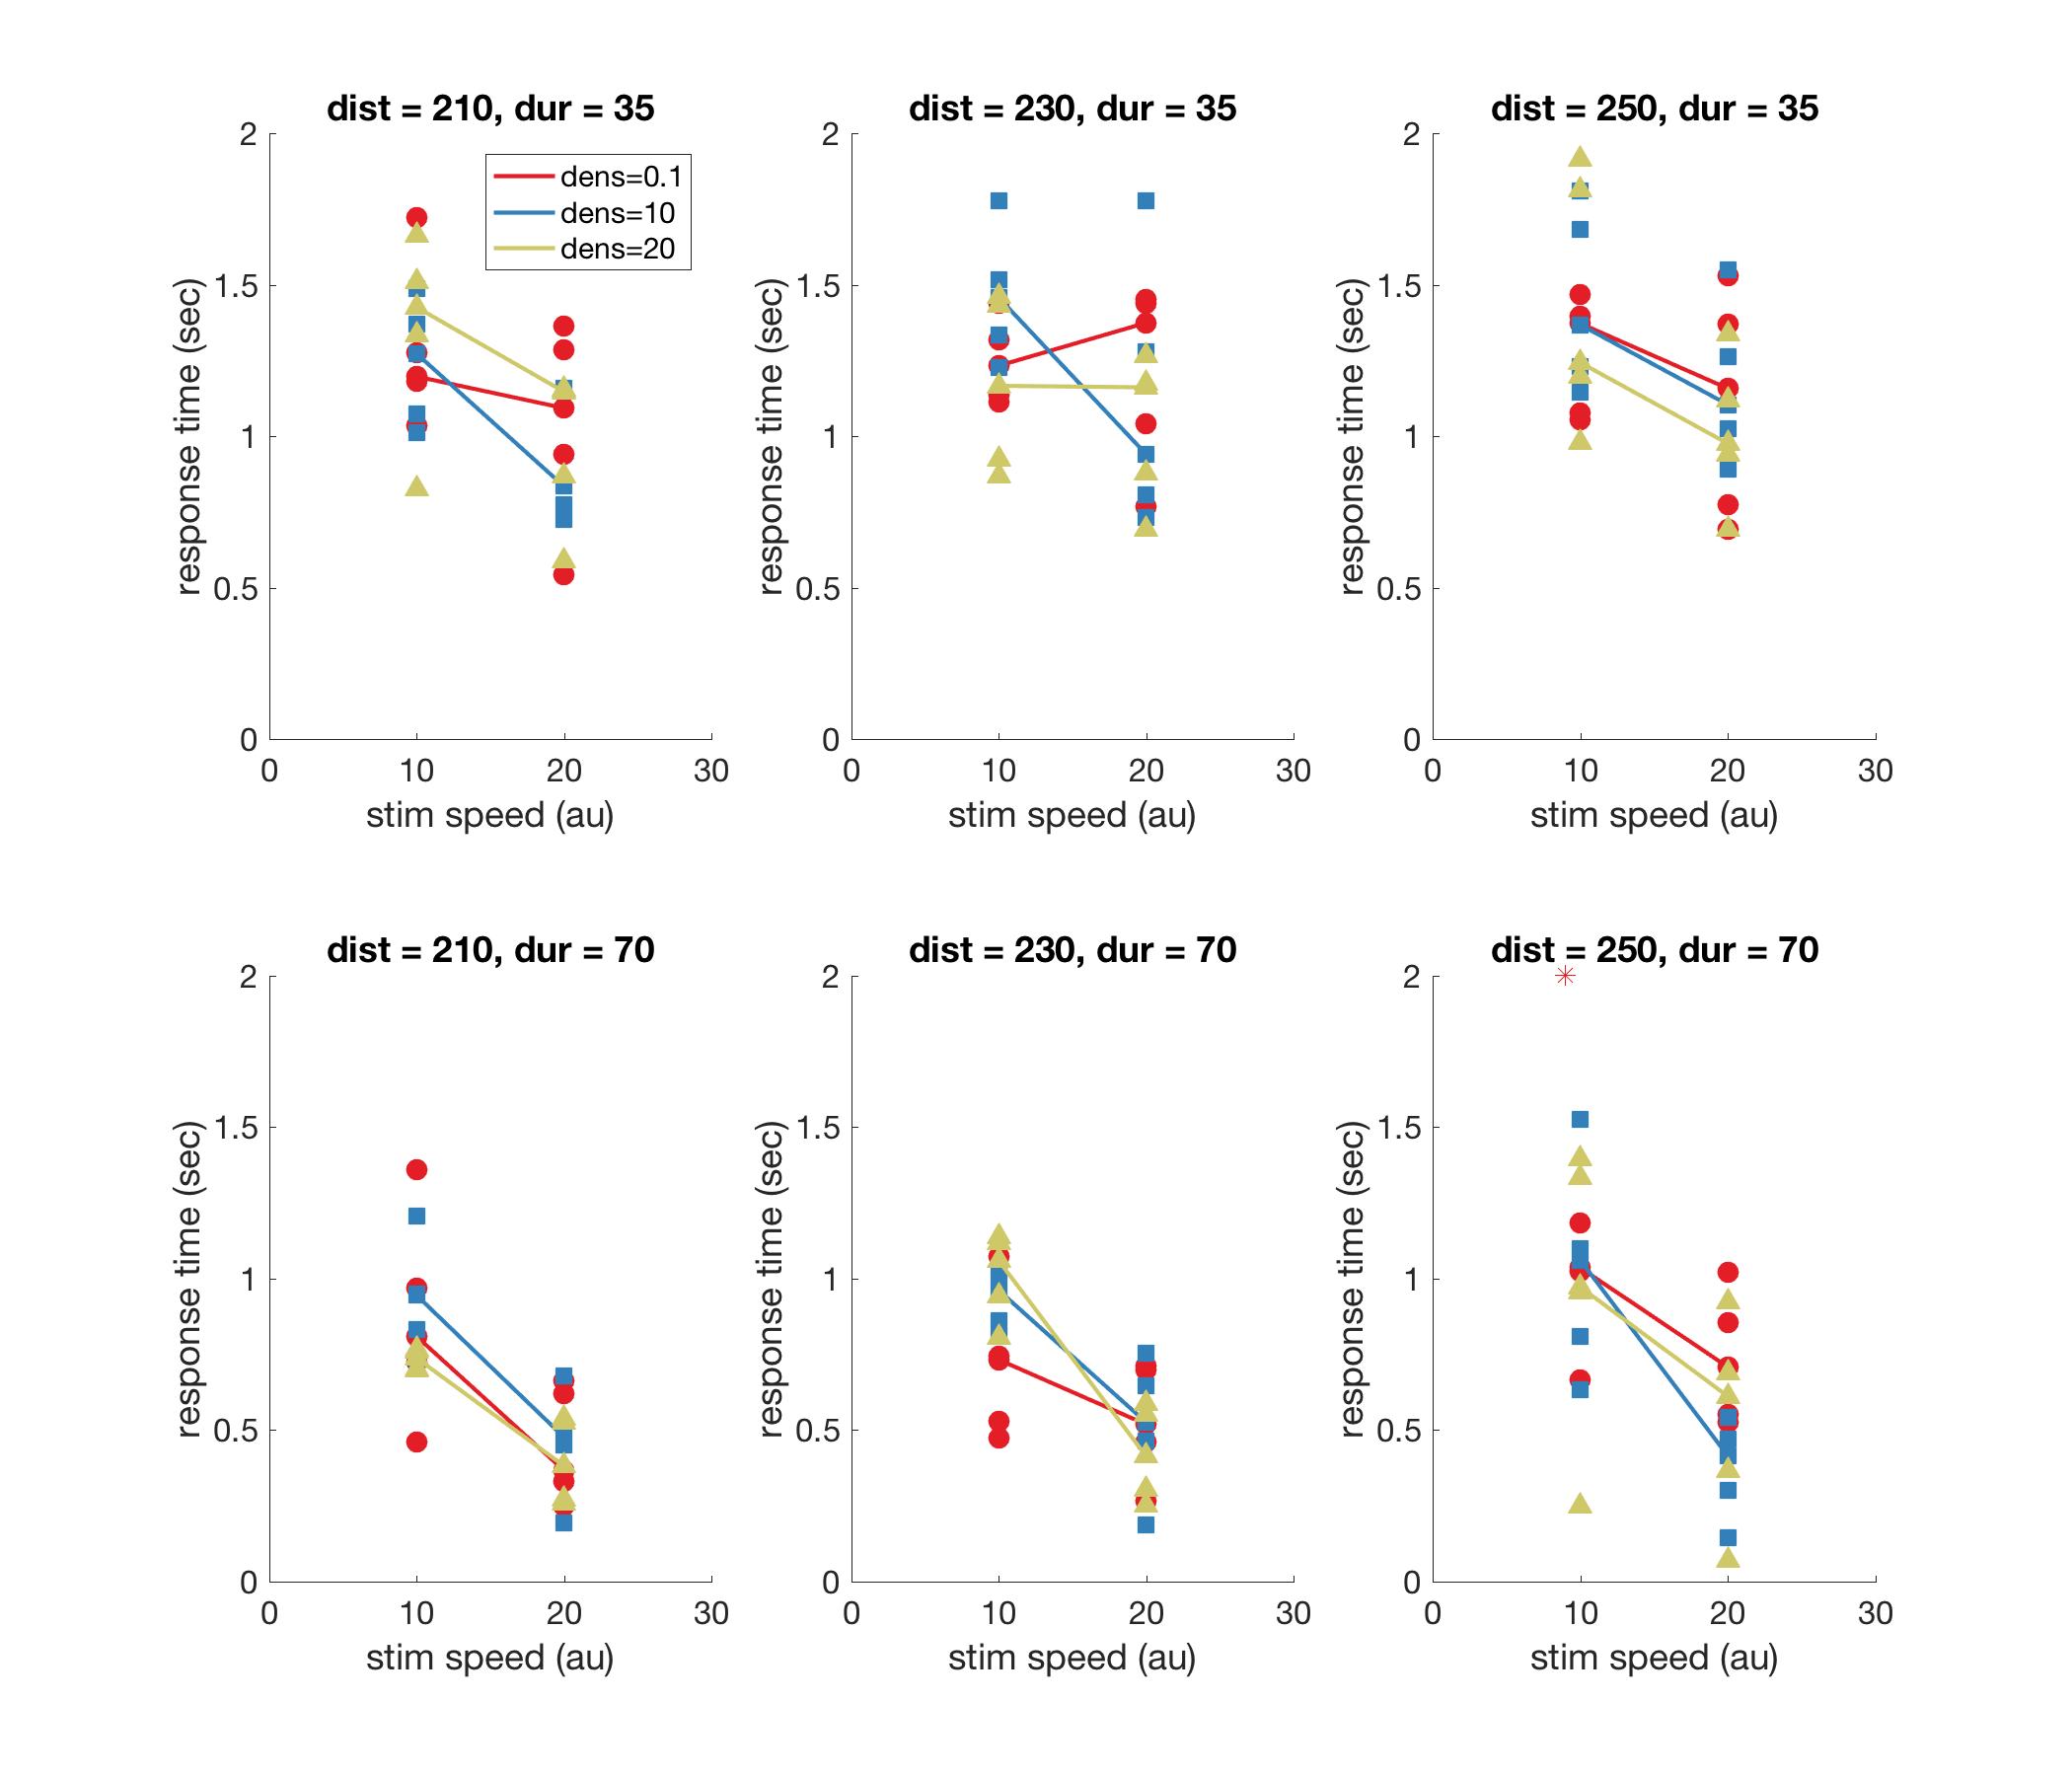 dist = 210, dur = 35
2
1.5
1
0.5
0
0
10
20
30
response time (sec)
stim speed (au)
dens=0.1
dens=10
dens=20
dist = 230, dur = 35
2
1.5
1
0.5
0
0
10
20
30
response time (sec)
stim speed (au)
dist = 250, dur = 35
2
1.5
1
0.5
0
0
10
20
30
response time (sec)
stim speed (au)
dist = 210, dur = 70
2
1.5
1
0.5
0
0
10
20
30
response time (sec)
stim speed (au)
dist = 230, dur = 70
2
1.5
1
0.5
0
0
10
20
30
response time (sec)
stim speed (au)
dist = 250, dur = 70
2
1.5
1
0.5
0
0
10
20
30
response time (sec)
stim speed (au)